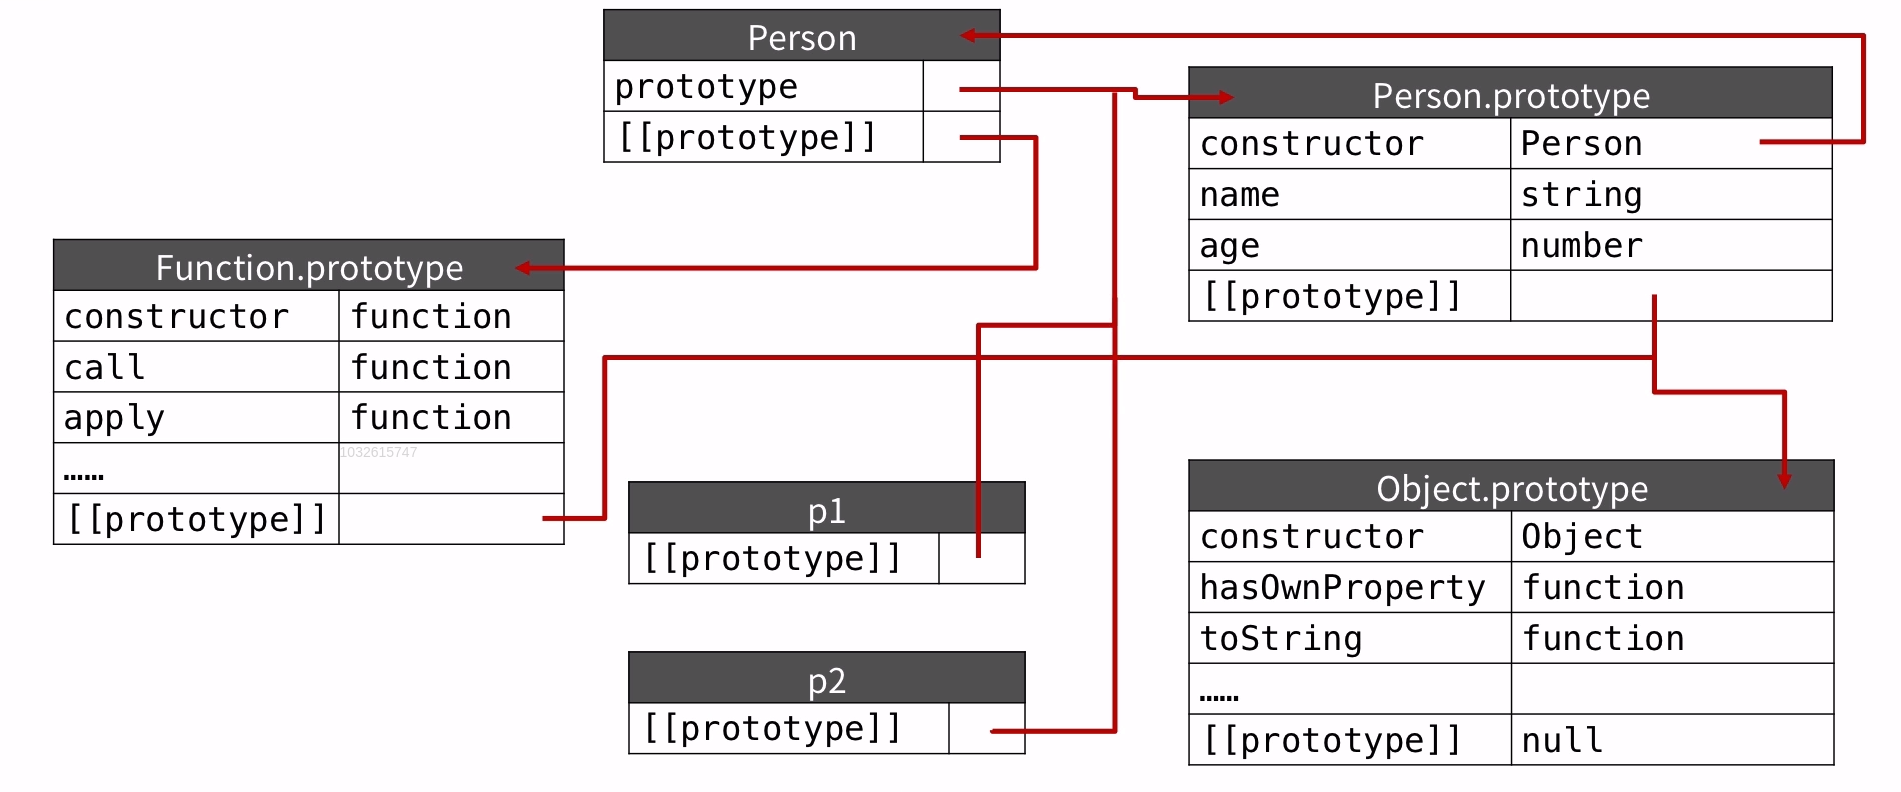 Person
prototype
[[prototype]]
Person.prototype
constructor Person
name string
age number
[[prototype]]
Function.prototype
constructor function
call function
apply function
……
1032615747
[[prototype]]
p1
[[prototype]]
p2
[[prototype]]
Object.prototype
constructor Object
hasOwnProperty function
toString function
……
[[prototype]] null